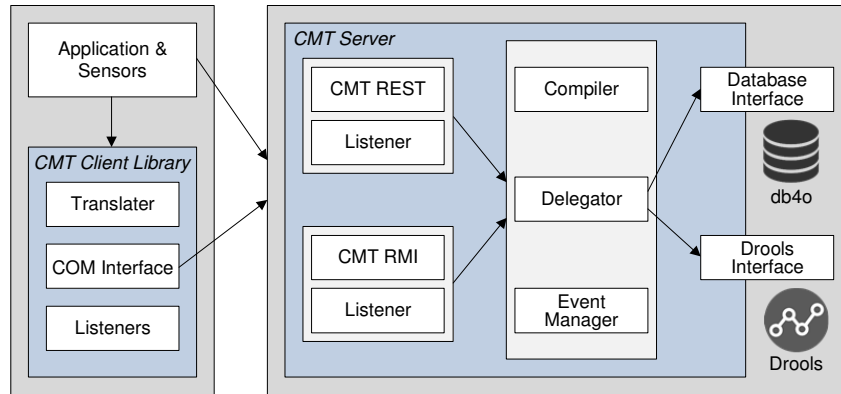 Application &
Sensors
CMT Client Library
Translater
COM Interface
Listeners
CMT Server
CMT REST
Listener
CMT RMI
Listener
Compiler
Delegator
Event
Manager
Database
Interface
db4o
Drools
Interface
Drools